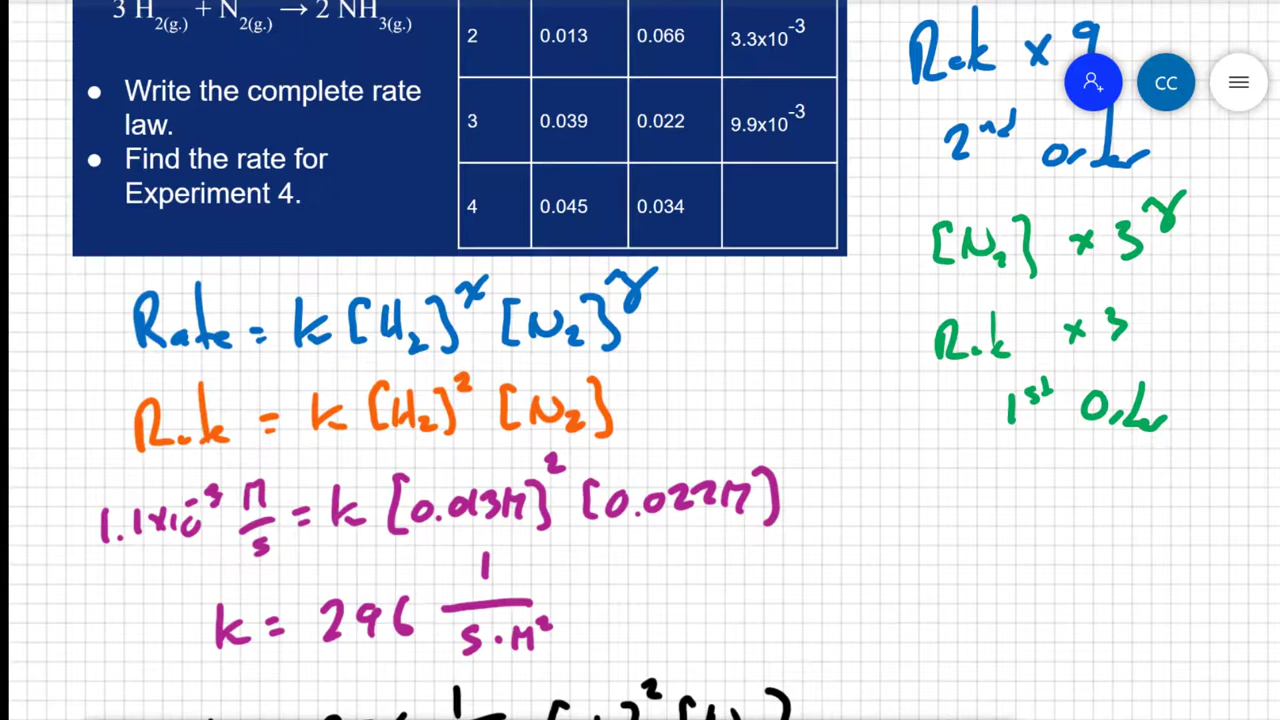 3 H2(g.) + N2(g.) → 2 NH3(g.)
● Write the complete rate law.
● Find the rate for Experiment 4.
2 0.013 0.066 3.3x10^-3
3 0.039 0.022 9.9x10^-3
4 0.045 0.034
Rate x 9
CC
2nd order
[N2] x 3^y
Rate x 3
1st Order
Rate = k [H2]^x [N2]^y
Rate = k [H2]^2 [N2]
1.1x10^-3 M/s = k [0.013M]^2 [0.022M]
k = 296 1/s·M^2